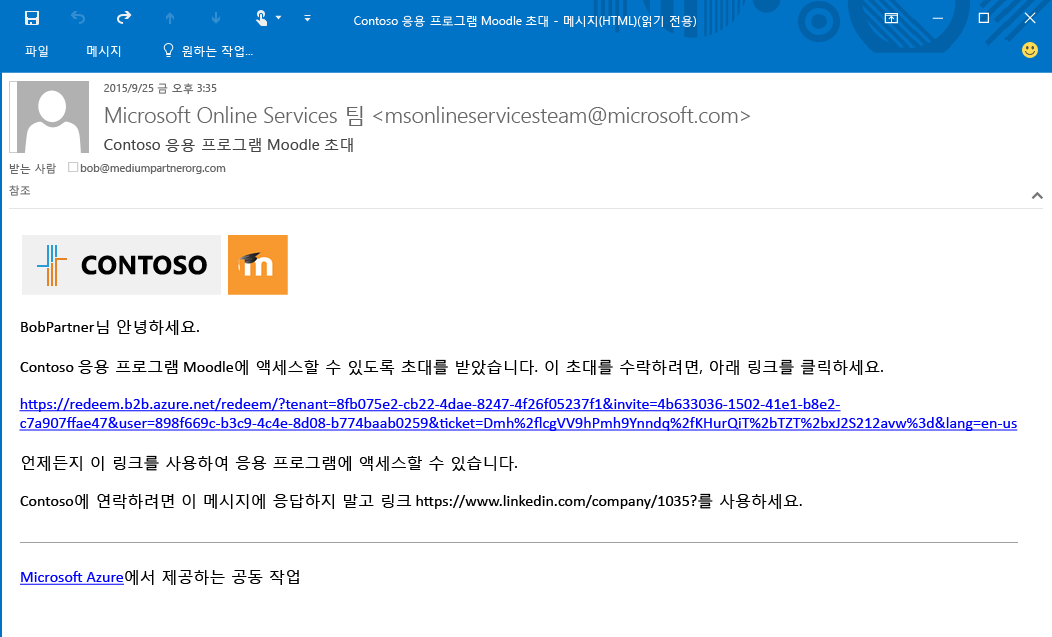 Contoso 응용 프로그램 Moodle 초대 - 메시지(HTML)(읽기 전용)
파일 메시지 원하는 작업...
2015/9/25 금 오후 3:35
Microsoft Online Services 팀 <msonlineservicesteam@microsoft.com>
Contoso 응용 프로그램 Moodle 초대
받는 사람 bob@mediumpartnerorg.com
참조
CONTOSO m
BobPartner님 안녕하세요.
Contoso 응용 프로그램 Moodle에 액세스할 수 있도록 초대를 받았습니다. 이 초대를 수락하려면, 아래 링크를 클릭하세요.
https://redeem.b2b.azure.net/redeem/?tenant=8fb075e2-cb22-4dae-8247-4f26f05237f1&invite=4b633036-1502-41e1-b8e2-
c7a907ffae47&user=898f669c-b3c9-4c4e-8d08-b774baab0259&ticket=Dmh%2flcgVV9hPmh9Ynndq%2fKHurQiT%2bTZT%2bxJ2S212avw%3d&lang=en-us
언제든지 이 링크를 사용하여 응용 프로그램에 액세스할 수 있습니다.
Contoso에 연락하려면 이 메시지에 응답하지 말고 링크 https://www.linkedin.com/company/1035?를 사용하세요.
Microsoft Azure에서 제공하는 공동 작업